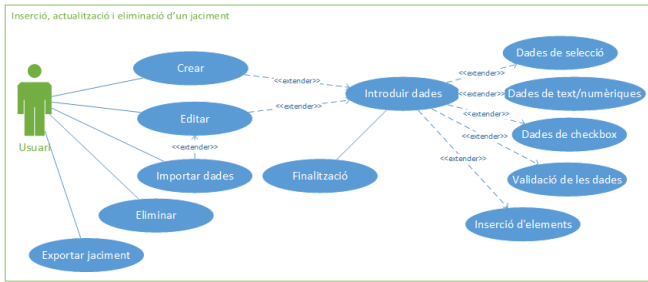 Inserció, actualització i eliminació d'un jaciment
Dades de selecció
Crear
<<extender>>
<<extender>>
Introduir dades
<<extender>>
Dades de text/numèriques
Editar
<<extender>>
<<extender>>
Dades de checkbox
Usuari
<<extender>>
<<extender>>
Importar dades
Finalització
Validació de les dades
Eliminar
Inserció d'elements
Exportar jaciment